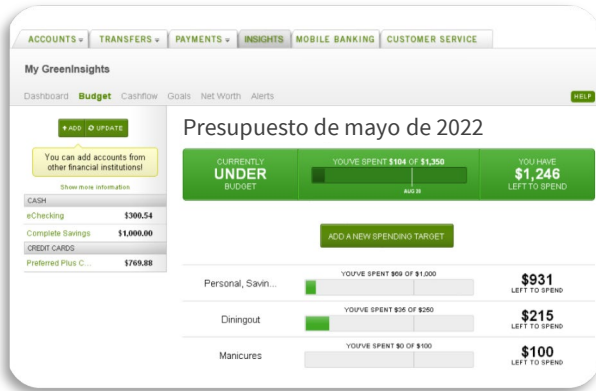 ACCOUNTS TRANSFERS PAYMENTS INSIGHTS MOBILE BANKING CUSTOMER SERVICE
My GreenInsights
Dashboard Budget Cashflow Goals Net Worth Alerts
HELP
ADD UPDATE
You can add accounts from
other financial institutions!
Show more information
CASH
eChecking $300.54
Complete Savings $1,000.00
CREDIT CARDS
Preferred Plus C... $769.88
Presupuesto de mayo de 2022
CURRENTLY
UNDER
BUDGET
YOU'VE SPENT $104 OF $1,350
YOU HAVE
$1,246
LEFT TO SPEND
ADD A NEW SPENDING TARGET
Personal, Savin...
YOU'VE SPENT $69 OF $1,000
$931
LEFT TO SPEND
Diningout
YOU'VE SPENT $35 OF $250
$215
LEFT TO SPEND
Manicures
YOU'VE SPENT $0 OF $100
$100
LEFT TO SPEND